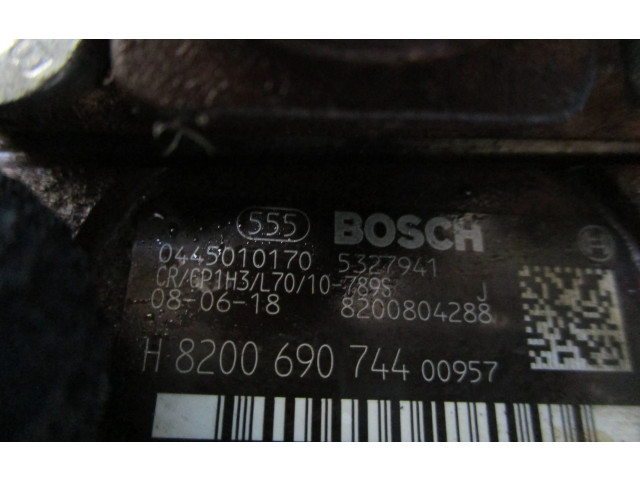 555 BOSCH
0445010170 5327941
CR/CP1H3/L70/10-789S J
08-06-18 8200804288
H 8200 690 744 00957